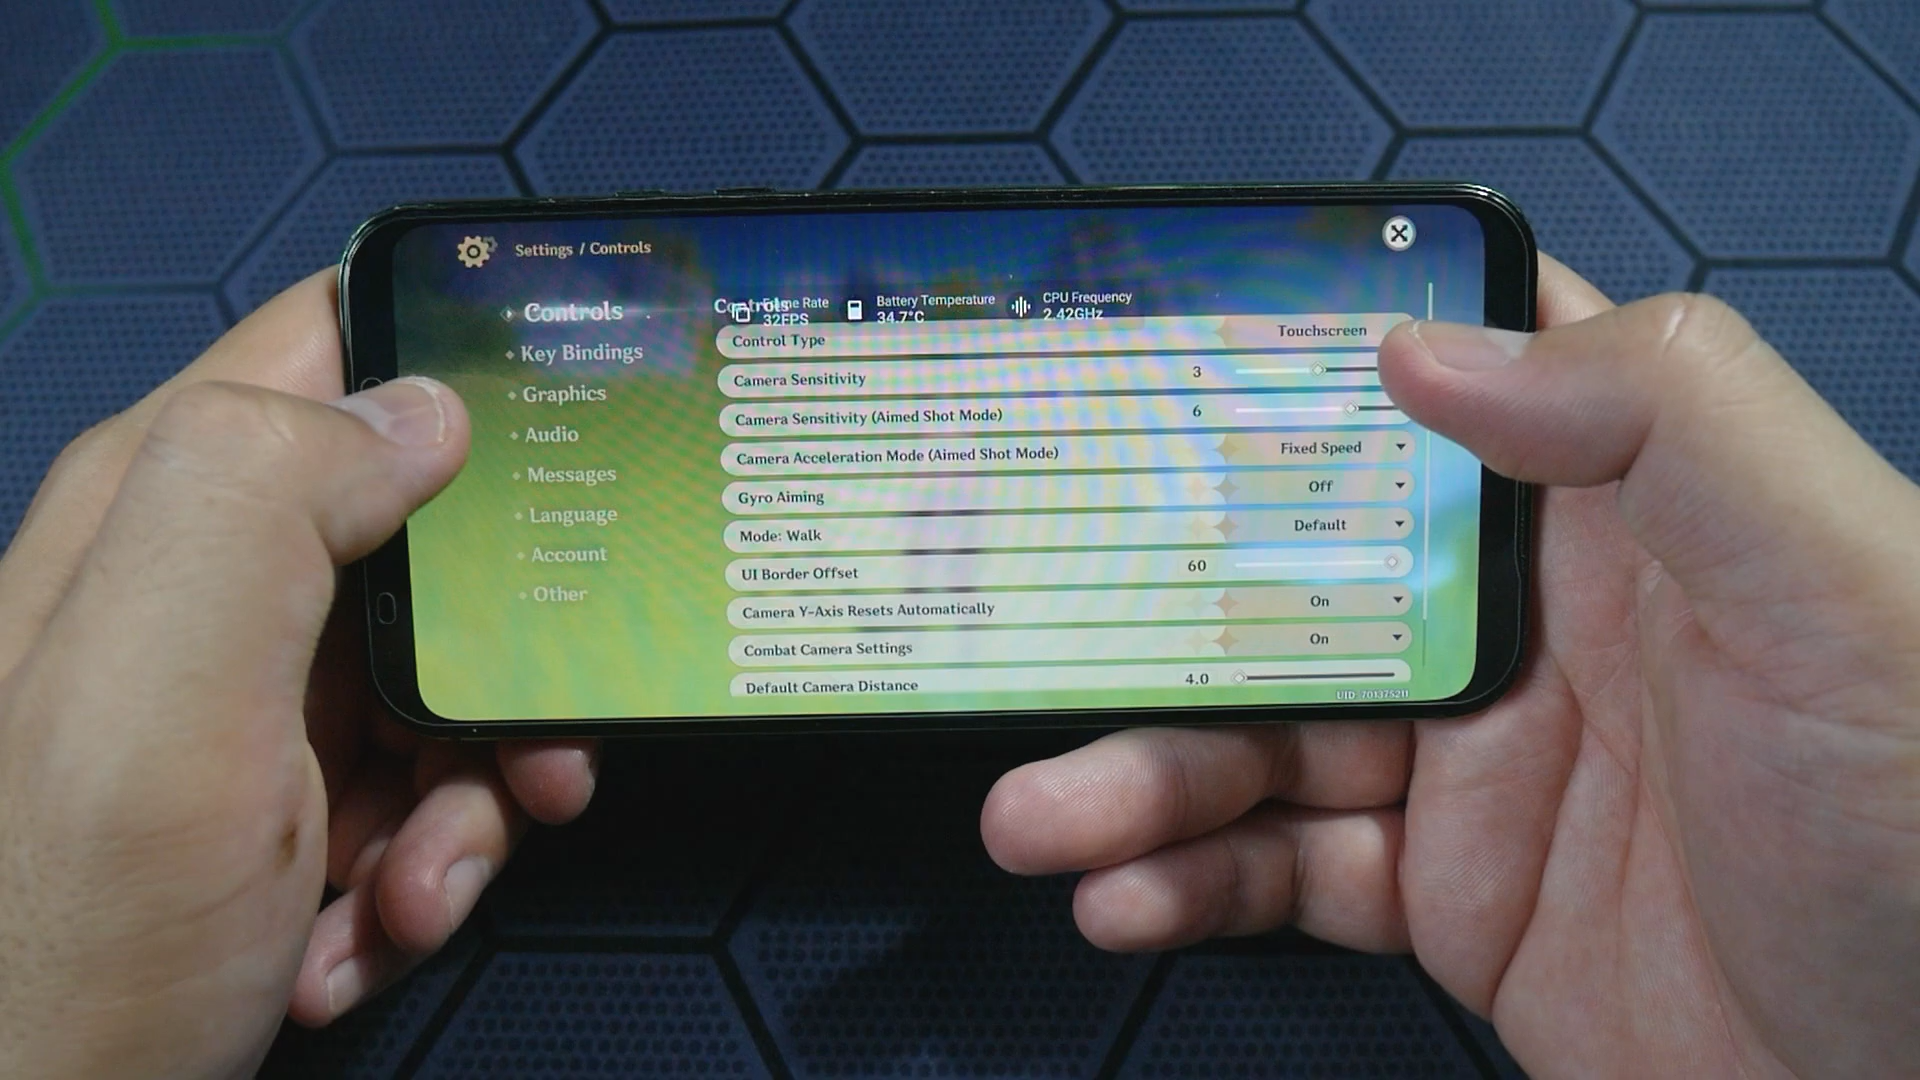 Settings / Controls
Controls
Key Bindings
Graphics
Audio
Messages
Language
Account
Other
Controls
Frame Rate
32FPS
Battery Temperature
34.7°C
CPU Frequency
2.42GHz
Control Type Touchscreen
Camera Sensitivity 3
Camera Sensitivity (Aimed Shot Mode) 6
Camera Acceleration Mode (Aimed Shot Mode) Fixed Speed
Gyro Aiming Off
Mode: Walk Default
UI Border Offset 60
Camera Y-Axis Resets Automatically On
Combat Camera Settings On
Default Camera Distance 4.0
UID: 701375211